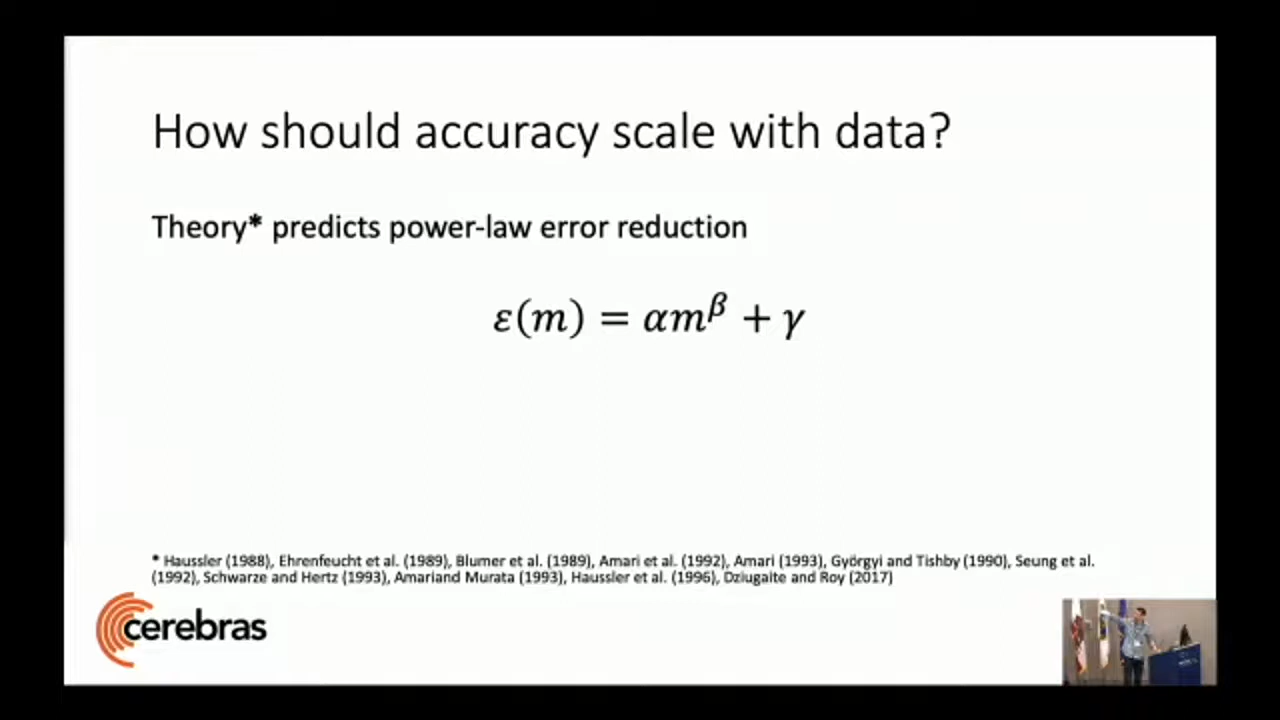 How should accuracy scale with data?
Theory* predicts power-law error reduction
ε(m) = αm^β + γ
* Haussler (1988), Ehrenfeucht et al. (1989), Blumer et al. (1989), Amari et al. (1992), Amari (1993), Györgyi and Tishby (1990), Seung et al.
(1992), Schwarze and Hertz (1993), Amariand Murata (1993), Haussler et al. (1996), Dziugaite and Roy (2017)
cerebras